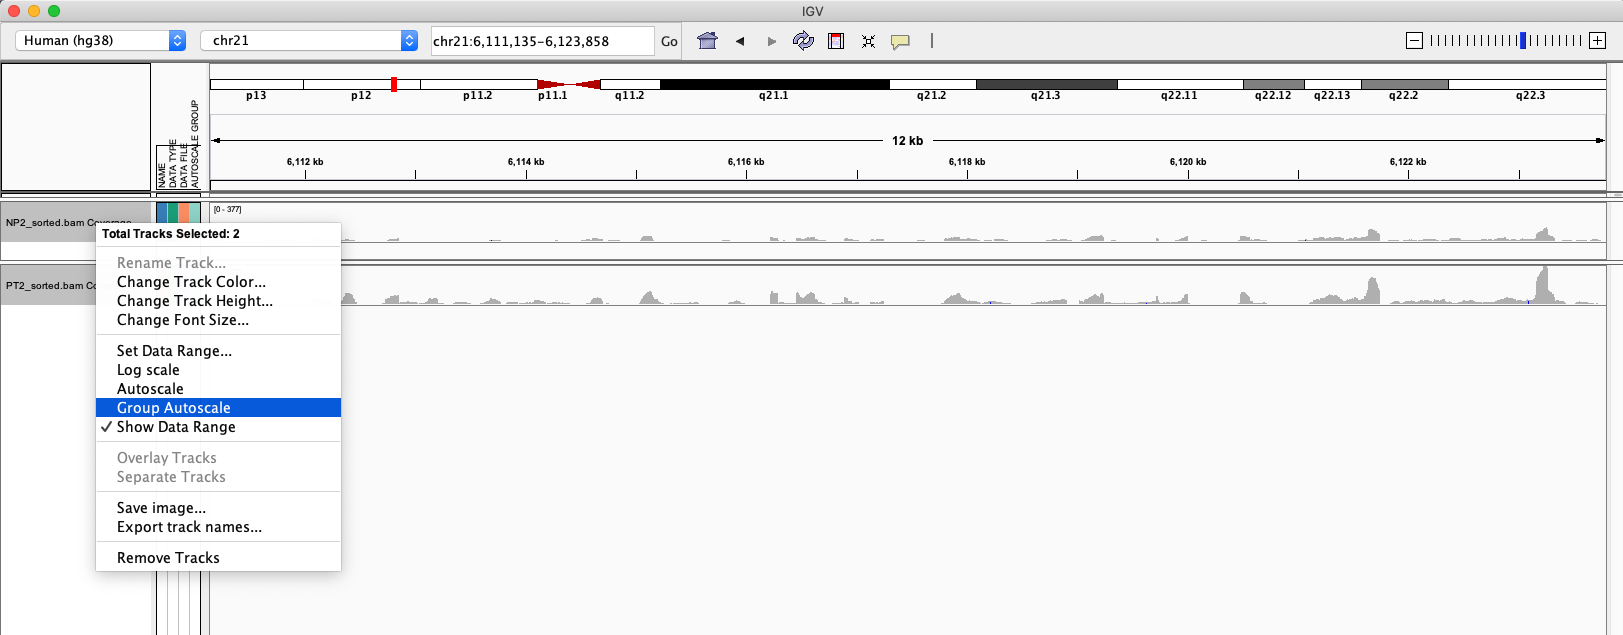 IGV
Human (hg38) chr21 chr21:6,111,135-6,123,858 Go
NAME
DATA TYPE
DATA FILE
AUTOSCALE GROUP
p13 p12 p11.2 p11.1 q11.2 q21.1 q21.2 q21.3 q22.11 q22.12 q22.13 q22.2 q22.3
12 kb
6,112 kb 6,114 kb 6,116 kb 6,118 kb 6,120 kb 6,122 kb
[0 - 377]
NP2_sorted.bam Coverage
PT2_sorted.bam Co
Total Tracks Selected: 2
Rename Track...
Change Track Color...
Change Track Height...
Change Font Size...
Set Data Range...
Log scale
Autoscale
Group Autoscale
✓ Show Data Range
Overlay Tracks
Separate Tracks
Save image...
Export track names...
Remove Tracks